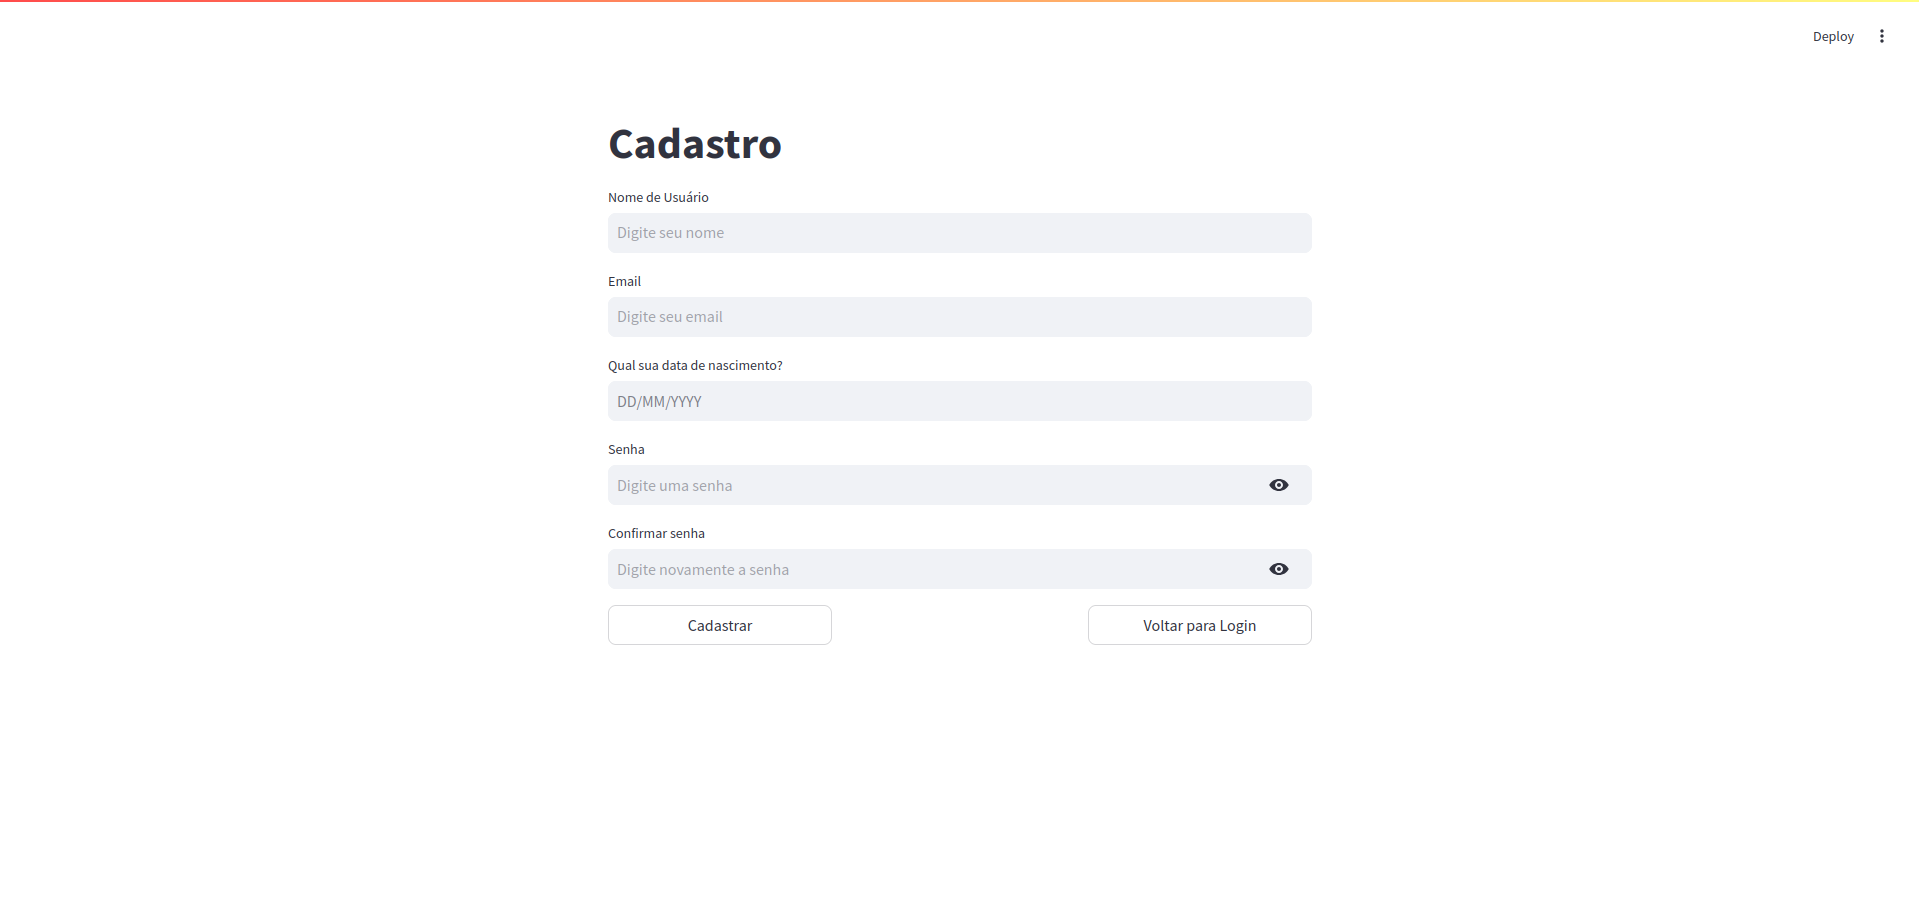 Deploy
Cadastro
Nome de Usuário
Digite seu nome
Email
Digite seu email
Qual sua data de nascimento?
DD/MM/YYYY
Senha
Digite uma senha
Confirmar senha
Digite novamente a senha
Cadastrar
Voltar para Login